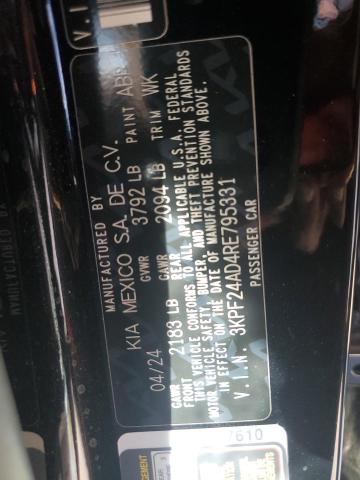 MANUFACTURED BY
KIA MEXICO S.A. DE C.V.
04/24 GVWR 3792 LB PAINT
GAWR 2183 LB GAWR 2094 LB TRIM WK
FRONT REAR
THIS VEHICLE CONFORMS TO ALL APPLICABLE U.S.A. FEDERAL
MOTOR VEHICLE SAFETY, BUMPER, AND THEFT PREVENTION STANDARDS
IN EFFECT ON THE DATE OF MANUFACTURE SHOWN ABOVE.
V.I.N. 3KPF24AD4RE795331
PASSENGER CAR
7610